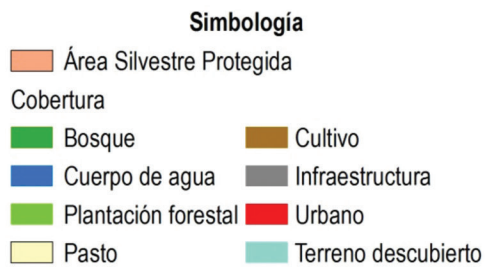 Simbología
Área Silvestre Protegida
Cobertura
Bosque
Cultivo
Cuerpo de agua
Infraestructura
Plantación forestal
Urbano
Pasto
Terreno descubierto